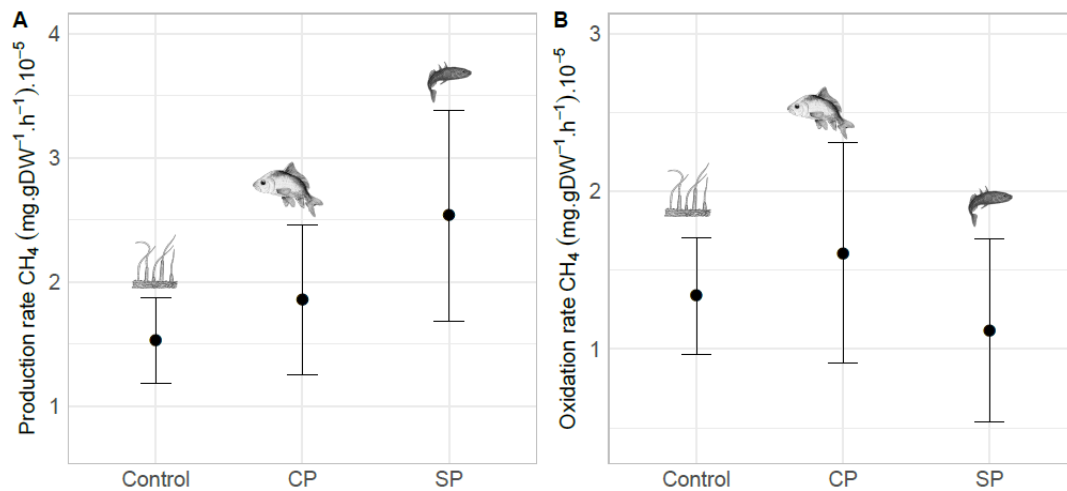 A
Production rate CH₄ (mg.gDW⁻¹.h⁻¹).10⁻⁵
4
3
2
1
Control CP SP
B
Oxidation rate CH₄ (mg.gDW⁻¹.h⁻¹).10⁻⁵
3
2
1
Control CP SP